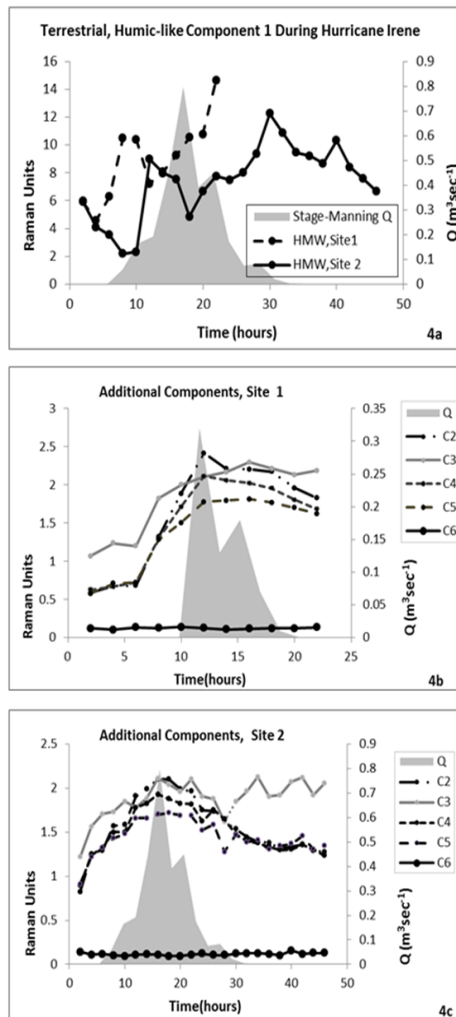 Terrestrial, Humic-like Component 1 During Hurricane Irene
16
14
12
10
8
6
4
2
0
Raman Units
0.9
0.8
0.7
0.6
0.5
0.4
0.3
0.2
0.1
0
Q (m³sec⁻¹)
Stage-Manning Q
HMW,Site1
HMW,Site 2
0 10 20 30 40 50
Time (hours)
4a
Additional Components, Site 1
3
2.5
2
1.5
1
0.5
0
Raman Units
0.35
0.3
0.25
0.2
0.15
0.1
0.05
0
Q (m³sec⁻¹)
Q
C2
C3
C4
C5
C6
0 5 10 15 20 25
Time(hours)
4b
Additional Components, Site 2
2.5
2
1.5
1
0.5
0
Raman Units
0.9
0.8
0.7
0.6
0.5
0.4
0.3
0.2
0.1
0
Q (m³sec⁻¹)
Q
C2
C3
C4
C5
C6
0 10 20 30 40 50
Time(hours)
4c